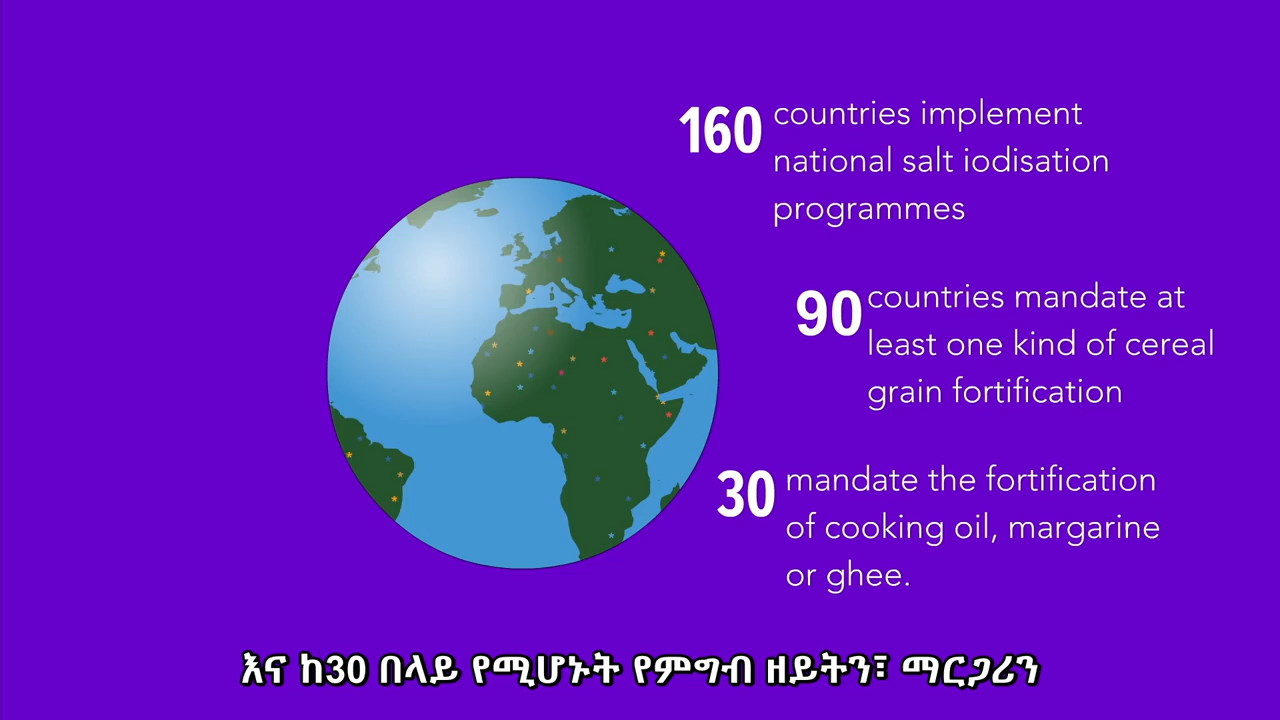 160 countries implement
national salt iodisation
programmes
90 countries mandate at
least one kind of cereal
grain fortification
30 mandate the fortification
of cooking oil, margarine
or ghee.
እና ከ30 በላይ የሚሆኑት የምግብ ዘይትን፣ ማርጋሪን